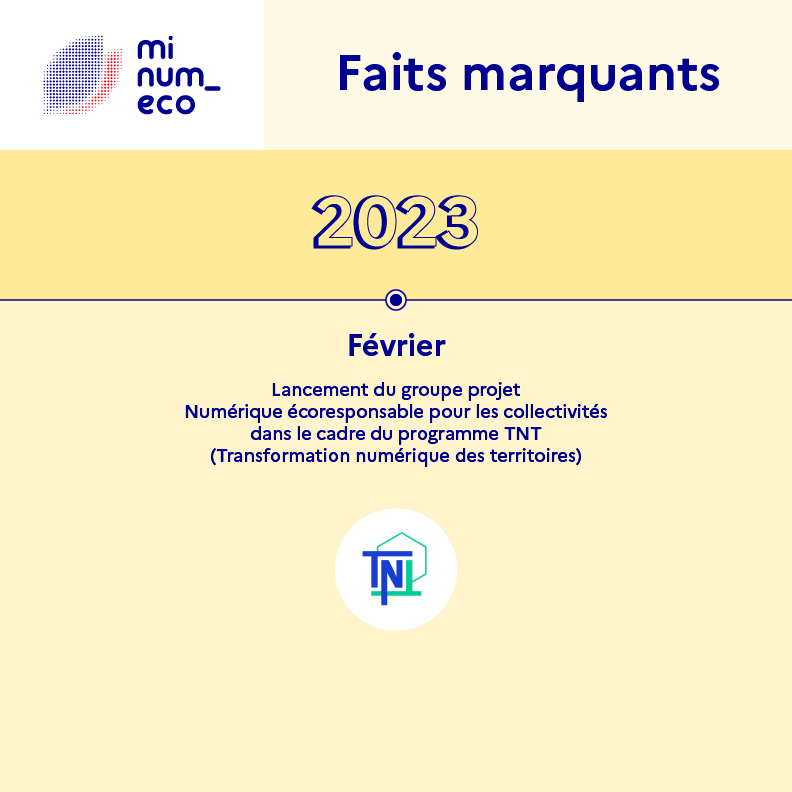 mi
num_
eco
Faits marquants
2023
Février
Lancement du groupe projet
Numérique écoresponsable pour les collectivités
dans le cadre du programme TNT
(Transformation numérique des territoires)
TNT